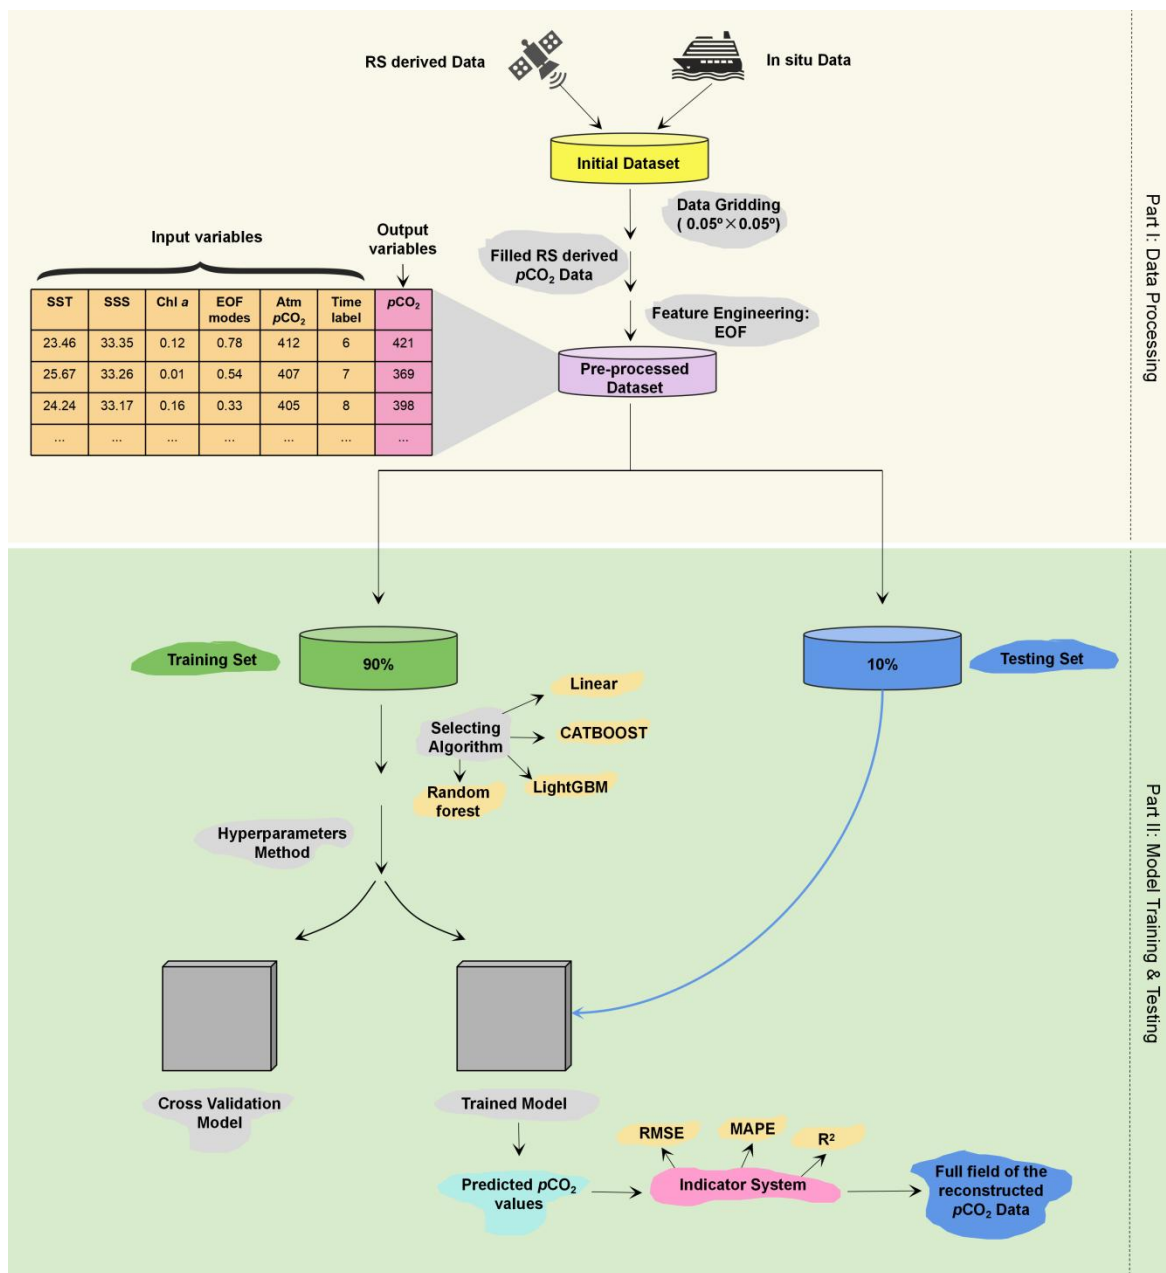 RS derived Data
In situ Data
Initial Dataset
Data Gridding
( 0.05º×0.05º)
Filled RS derived
pCO₂ Data
Feature Engineering:
EOF
Pre-processed
Dataset
Input variables
Output
variables
SST SSS Chl a EOF modes Atm pCO₂ Time label pCO₂
23.46 33.35 0.12 0.78 412 6 421
25.67 33.26 0.01 0.54 407 7 369
24.24 33.17 0.16 0.33 405 8 398
... ... ... ... ... ... ...
Part I: Data Processing
Training Set
90%
10%
Testing Set
Selecting
Algorithm
Linear
CATBOOST
LightGBM
Random
forest
Hyperparameters
Method
Cross Validation
Model
Trained Model
Predicted pCO₂
values
RMSE
MAPE
R²
Indicator System
Full field of the
reconstructed
pCO₂ Data
Part II: Model Training & Testing